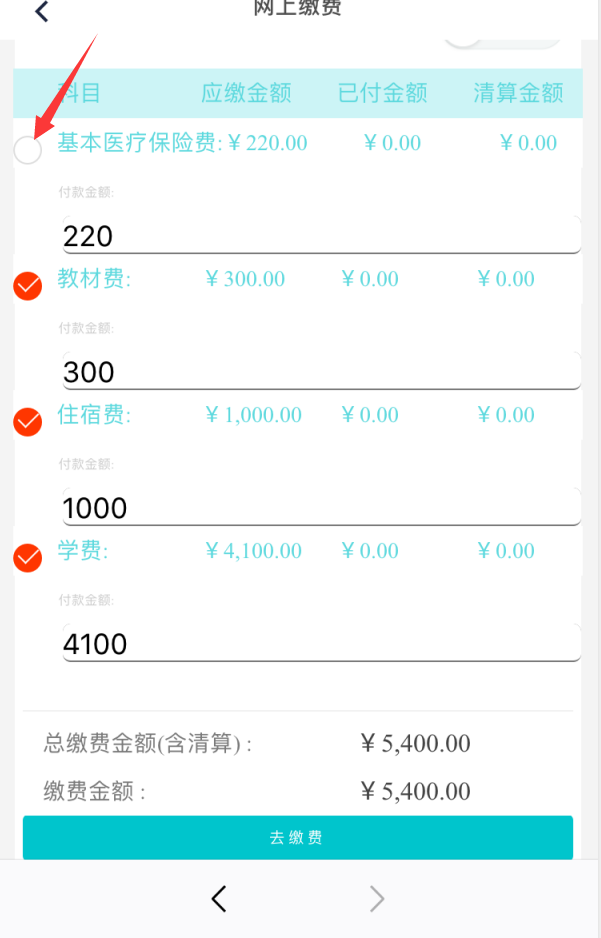 网上缴费
科目 应缴金额 已付金额 清算金额
基本医疗保险费: ¥ 220.00 ¥ 0.00 ¥ 0.00
付款金额:
220
教材费: ¥ 300.00 ¥ 0.00 ¥ 0.00
付款金额:
300
住宿费: ¥ 1,000.00 ¥ 0.00 ¥ 0.00
付款金额:
1000
学费: ¥ 4,100.00 ¥ 0.00 ¥ 0.00
付款金额:
4100
总缴费金额(含清算) : ¥ 5,400.00
缴费金额 : ¥ 5,400.00
去缴费